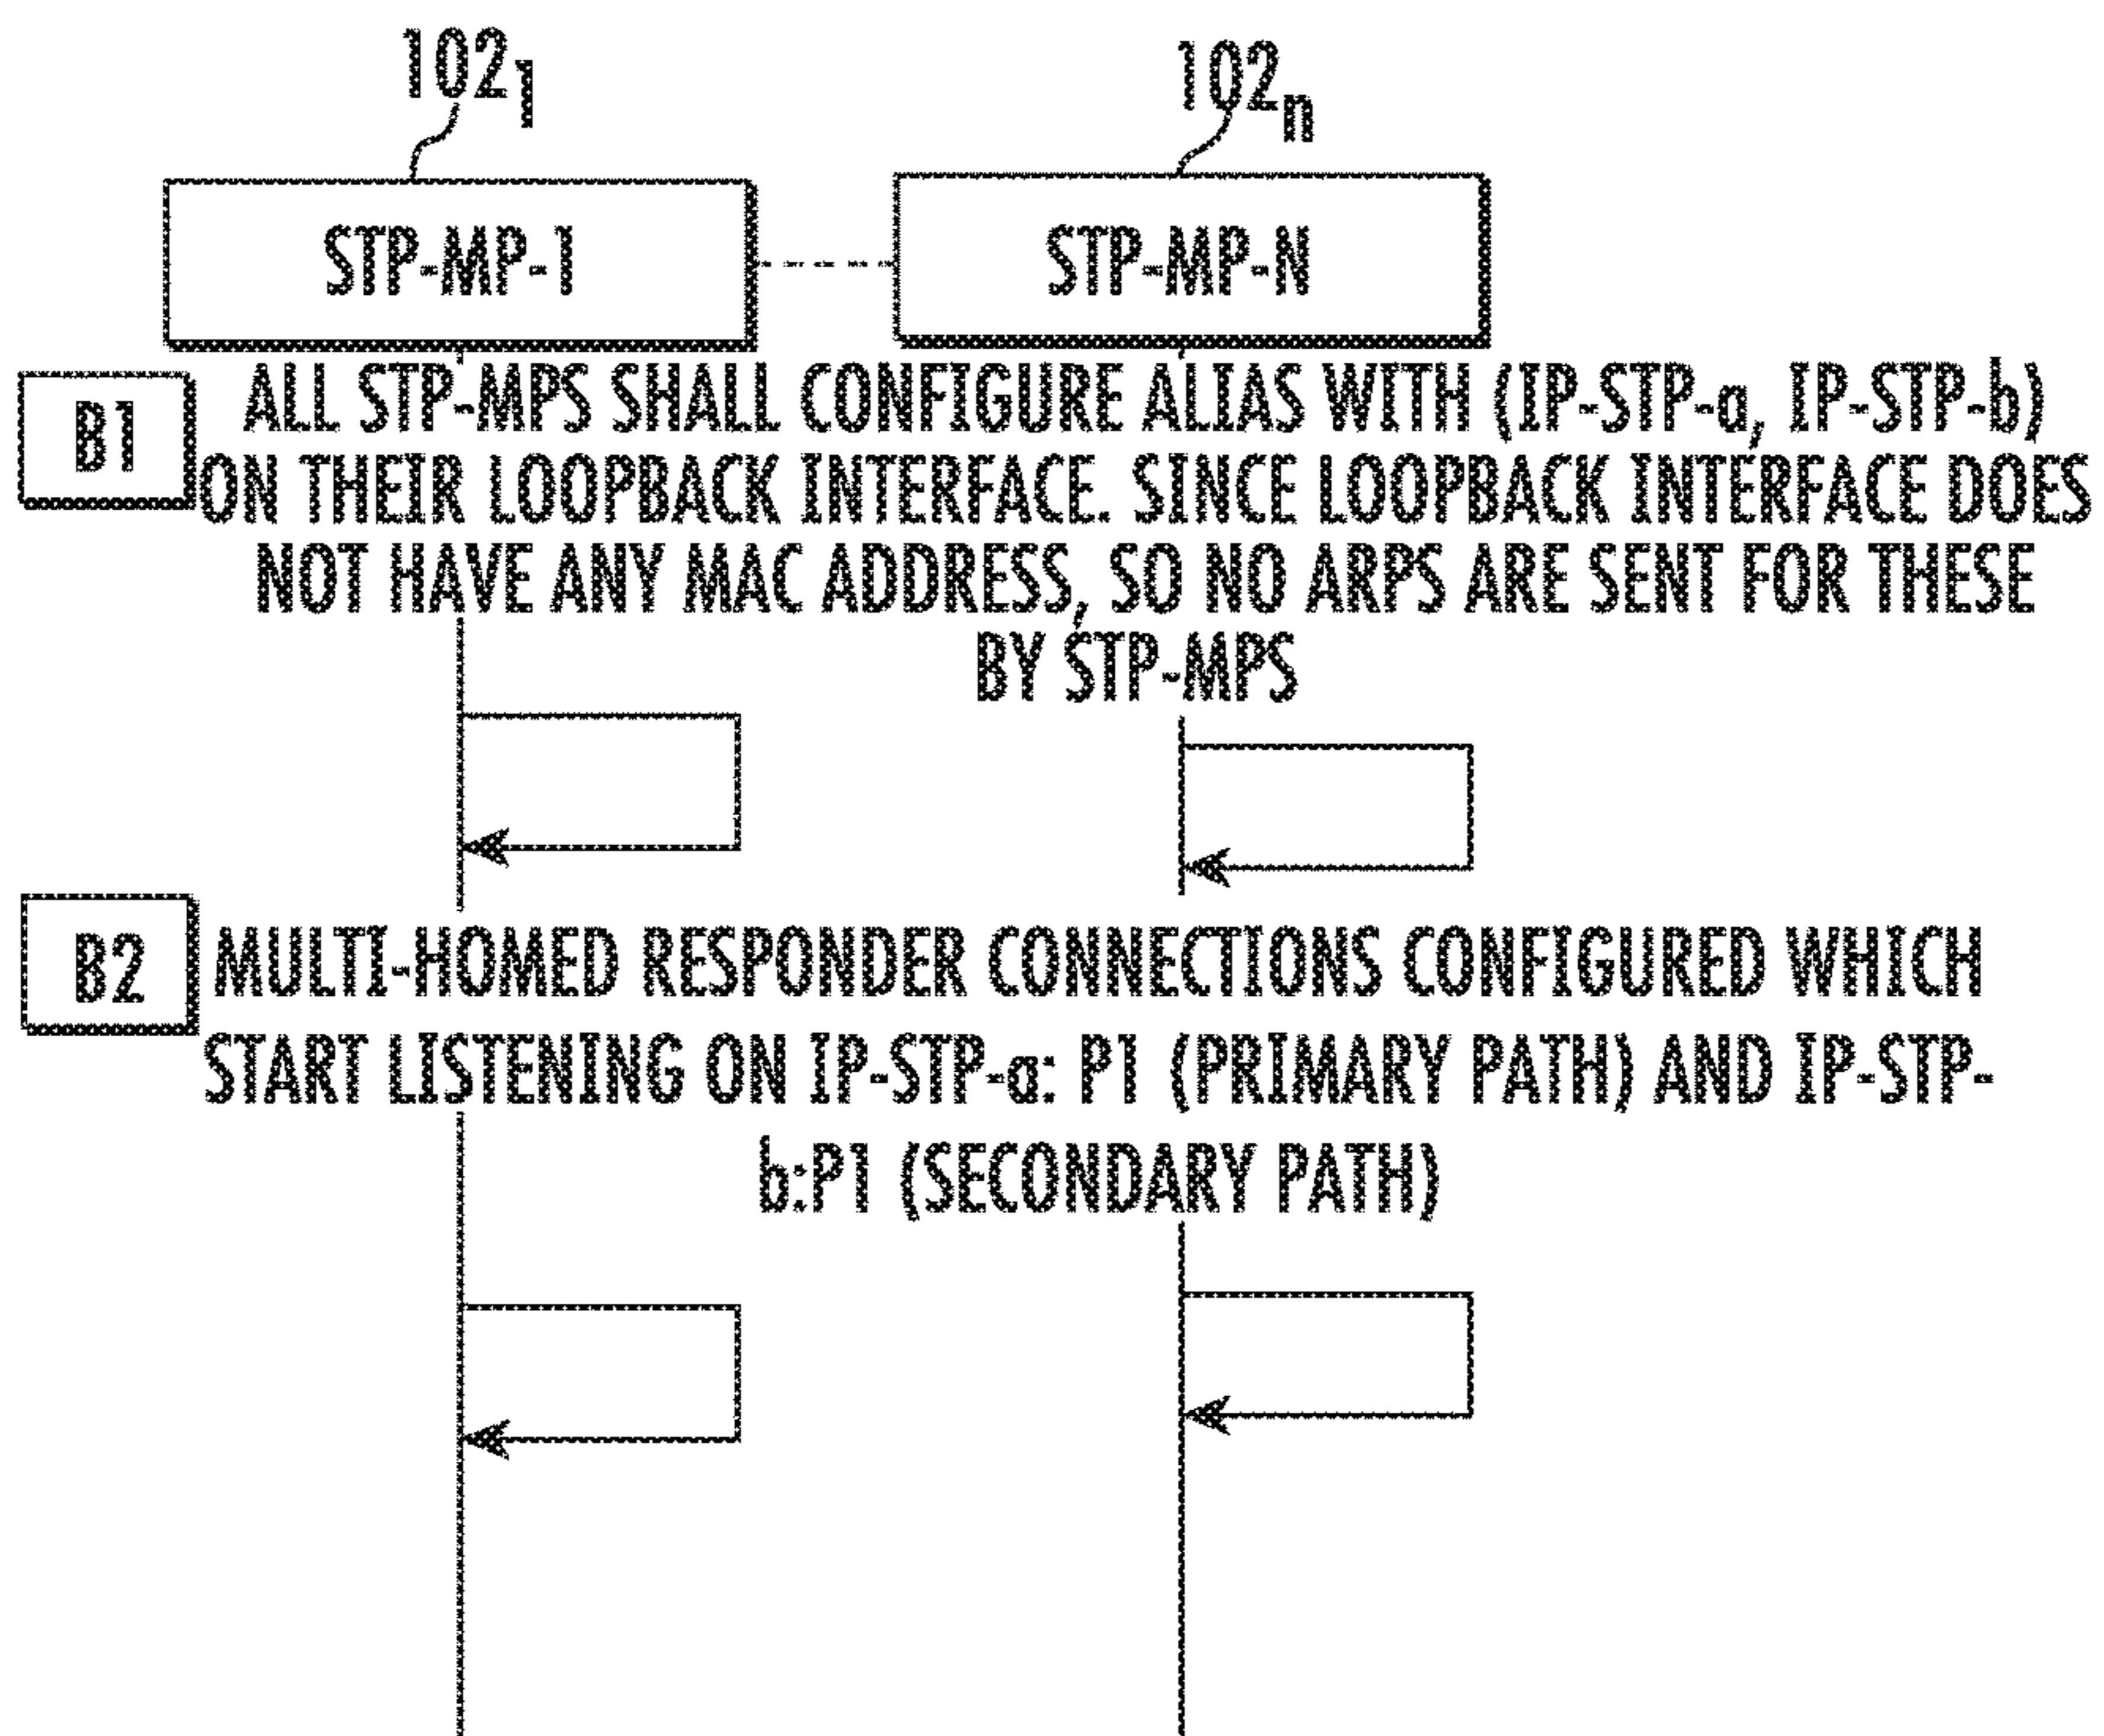 102₁
102ₙ
STP-MP-1
STP-MP-N
B1
ALL STP-MPS SHALL CONFIGURE ALIAS WITH (IP-STP-a, IP-STP-b)
ON THEIR LOOPBACK INTERFACE. SINCE LOOPBACK INTERFACE DOES
NOT HAVE ANY MAC ADDRESS, SO NO ARPS ARE SENT FOR THESE
BY STP-MPS
B2
MULTI-HOMED RESPONDER CONNECTIONS CONFIGURED WHICH
START LISTENING ON IP-STP-a: P1 (PRIMARY PATH) AND IP-STP-
b:P1 (SECONDARY PATH)